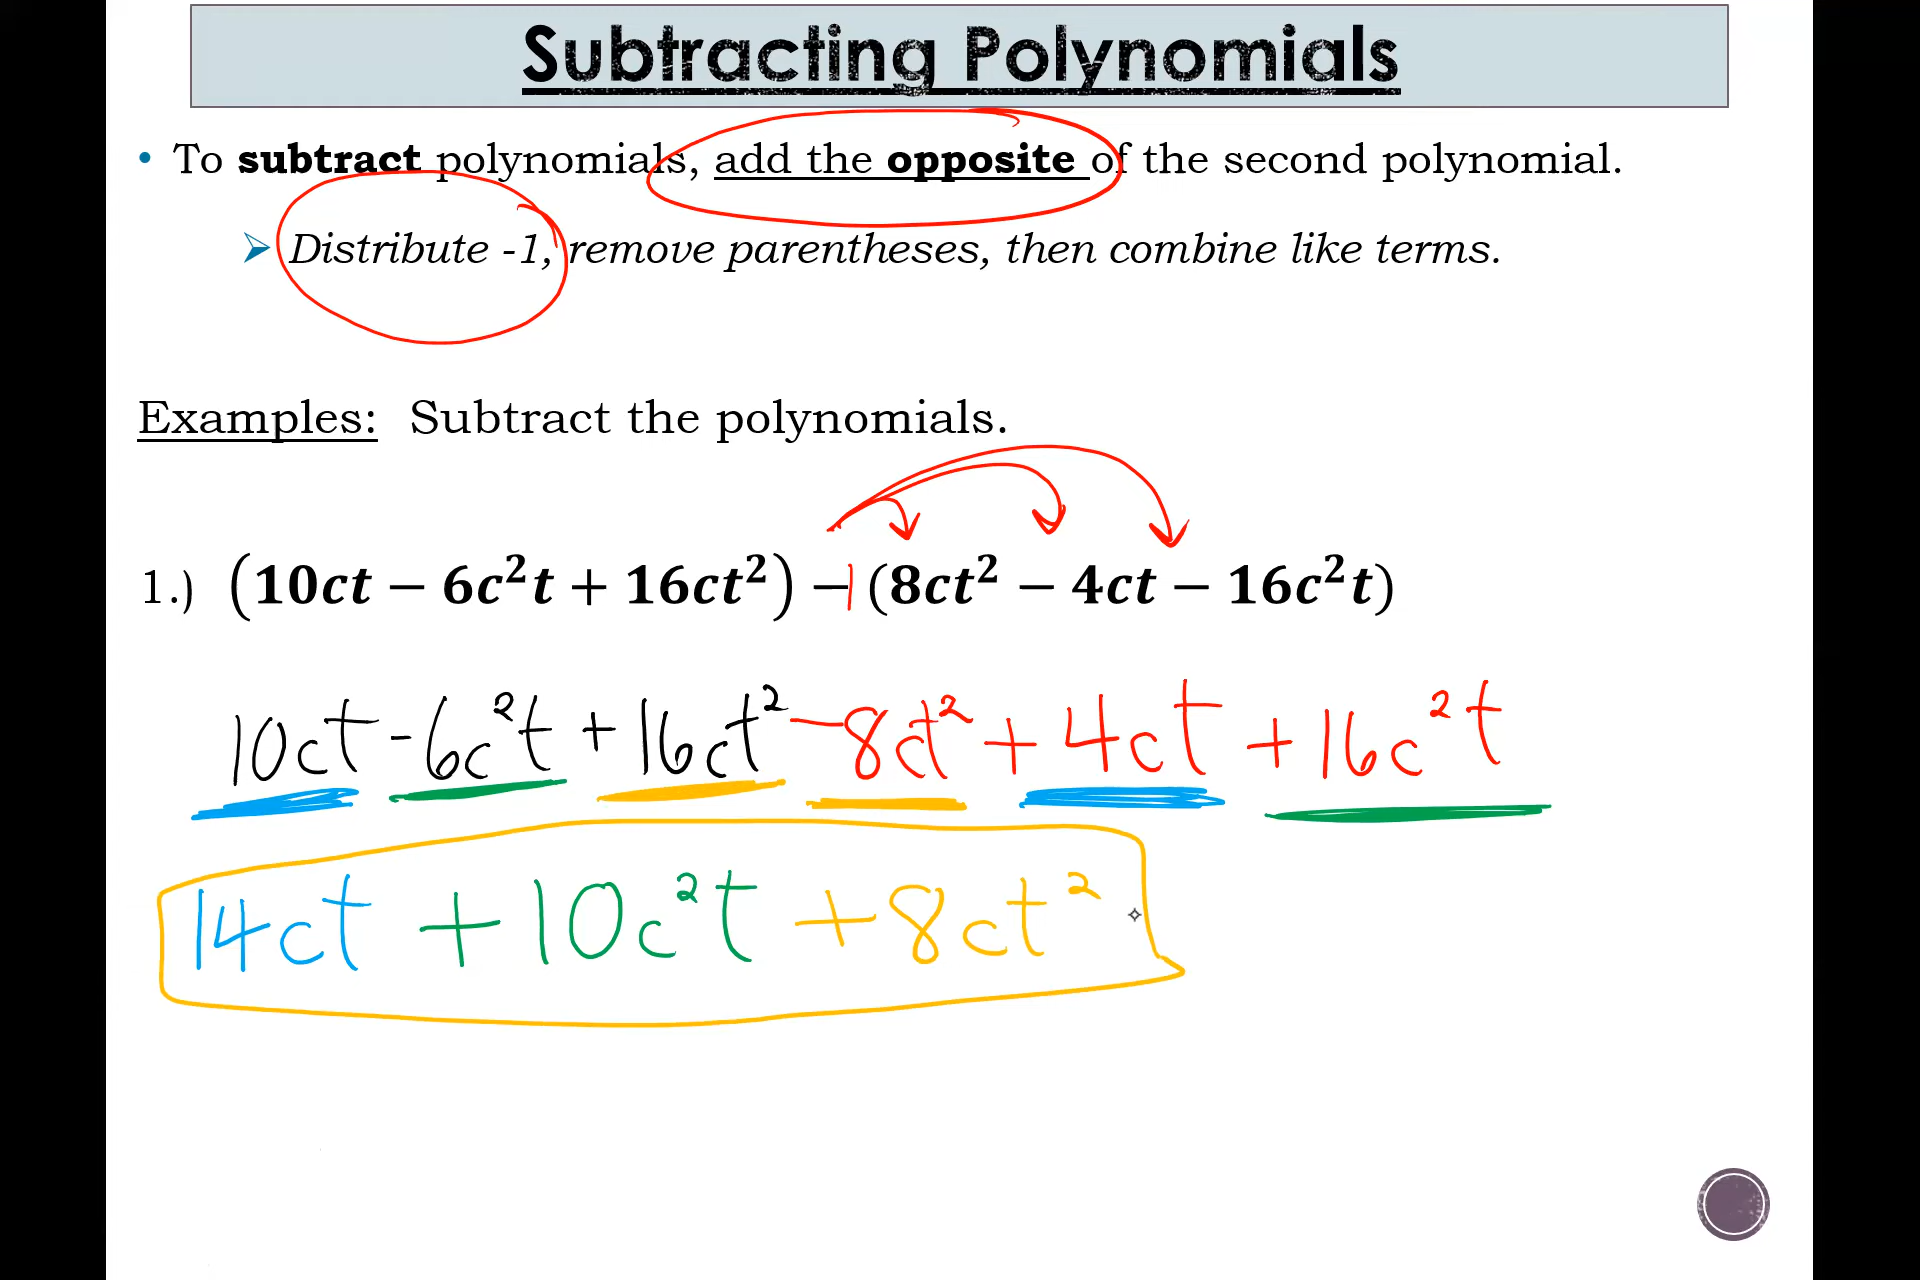 Subtracting Polynomials
• To subtract polynomials, add the opposite of the second polynomial.
➢ Distribute -1, remove parentheses, then combine like terms.
Examples: Subtract the polynomials.
1.) (10ct − 6c²t + 16ct²) −1(8ct² − 4ct − 16c²t)
10ct - 6c²t + 16ct² - 8ct² + 4ct + 16c²t
14ct + 10c²t + 8ct²